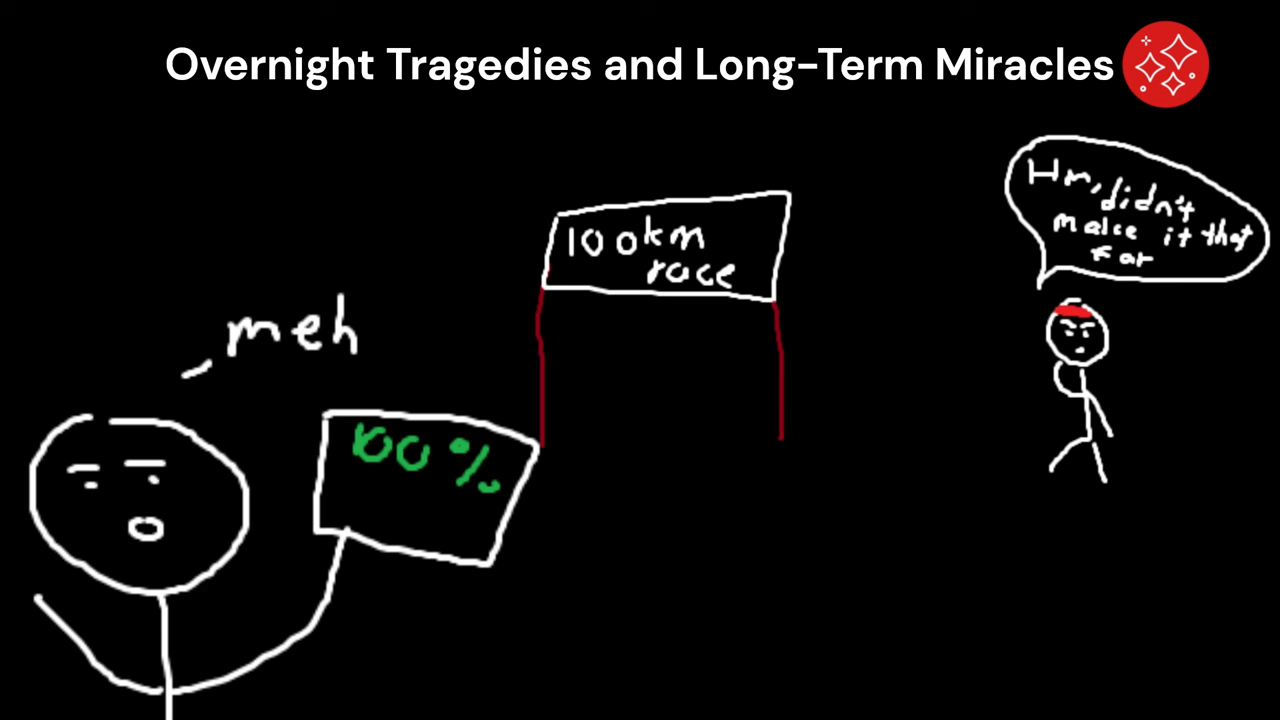 Overnight Tragedies and Long-Term Miracles
Hm, didn't
make it that
far
100km
race
meh
100%